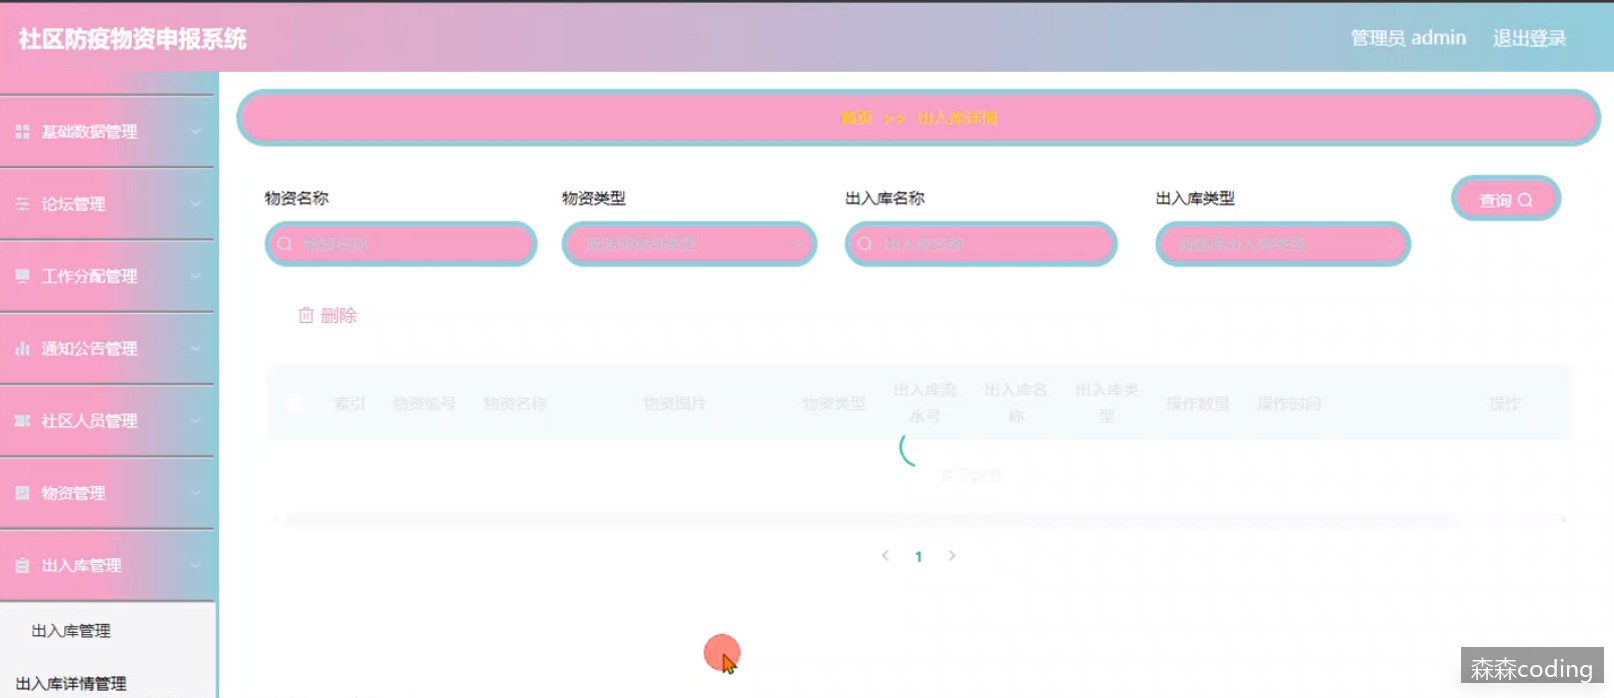 社区防疫物资申报系统
管理员 admin 退出登录
基础数据管理
论坛管理
工作分配管理
通知公告管理
社区人员管理
物资管理
出入库管理
出入库管理
出入库详情管理
首页 >> 出入库详情
物资名称 物资类型 出入库名称 出入库类型 查询
物资名称 请选择物资类型 出入库名称 请选择出入库类型
删除
索引 物资编号 物资名称 物资图片 物资类型 出入库流水号 出入库名称 出入库类型 操作数量 操作时间 操作
暂无数据
1
森森coding